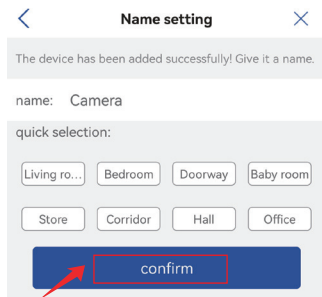 Name setting
The device has been added successfully! Give it a name.
name: Camera
quick selection:
Living ro... Bedroom Doorway Baby room
Store Corridor Hall Office
confirm